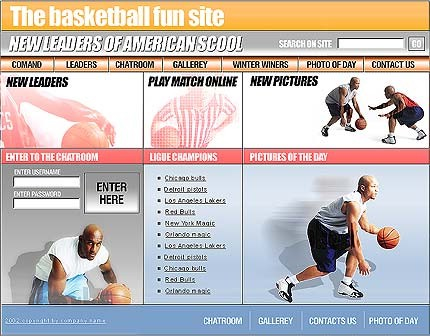 The basketball fun site
NEW LEADERS OF AMERICAN SCOOL
SEARCH ON SITE GO
COMAND LEADERS CHATROOM GALLEREY WINTER WINERS PHOTO OF DAY CONTACT US
NEW LEADERS
PLAY MATCH ONLINE
NEW PICTURES
ENTER TO THE CHATROOM
ENTER USERNAME
ENTER PASSWORD
ENTER
HERE
LIGUE CHAMPIONS
Chicago bulls
Detroit pistols
Los Angeles Lakers
Red Bulls
New York Magic
Orlando magic
Los Angeles Lakers
Detroit pistols
Chicago bulls
Red Bulls
Orlando magic
PICTURES OF THE DAY
2002 copyright by company name
CHATROOM GALLEREY CONTACTS US PHOTO OF DAY